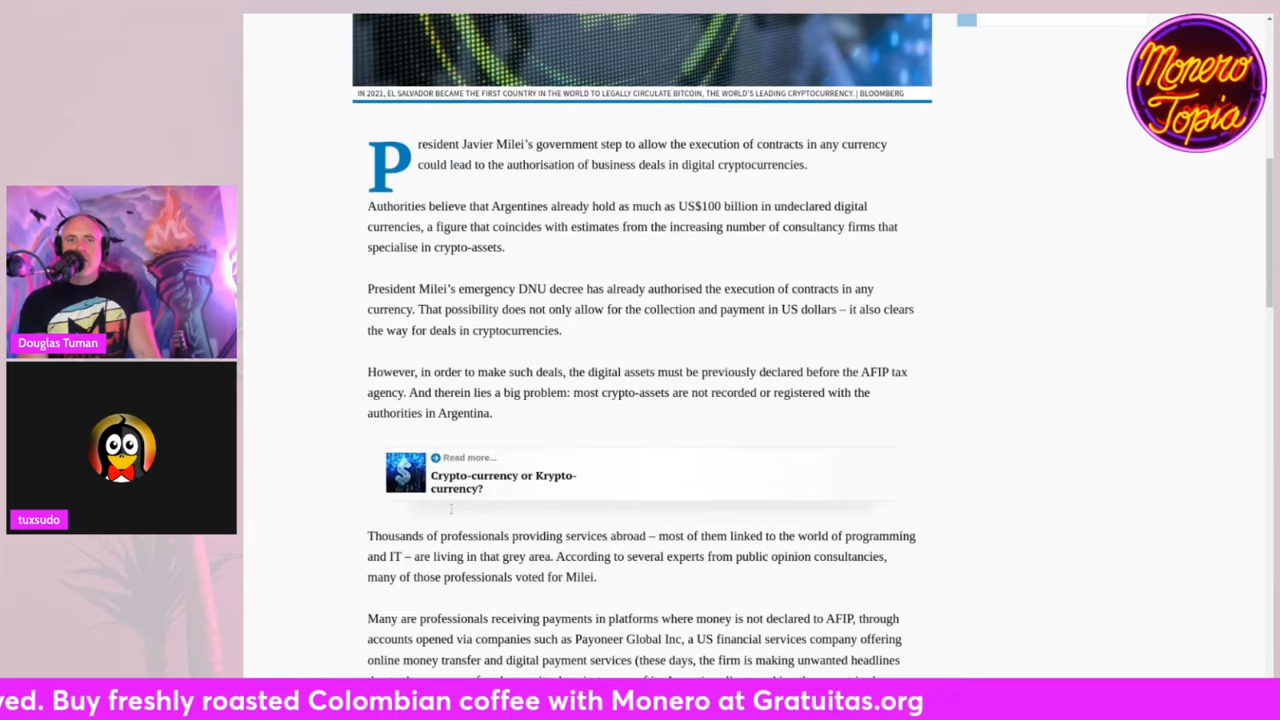 Monero
Topia
IN 2021, EL SALVADOR BECAME THE FIRST COUNTRY IN THE WORLD TO LEGALLY CIRCULATE BITCOIN, THE WORLD'S LEADING CRYPTOCURRENCY. | BLOOMBERG
President Javier Milei's government step to allow the execution of contracts in any currency
could lead to the authorisation of business deals in digital cryptocurrencies.
Authorities believe that Argentines already hold as much as US$100 billion in undeclared digital
currencies, a figure that coincides with estimates from the increasing number of consultancy firms that
specialise in crypto-assets.
President Milei's emergency DNU decree has already authorised the execution of contracts in any
currency. That possibility does not only allow for the collection and payment in US dollars – it also clears
the way for deals in cryptocurrencies.
However, in order to make such deals, the digital assets must be previously declared before the AFIP tax
agency. And therein lies a big problem: most crypto-assets are not recorded or registered with the
authorities in Argentina.
Read more...
Crypto-currency or Krypto-
currency?
Thousands of professionals providing services abroad – most of them linked to the world of programming
and IT – are living in that grey area. According to several experts from public opinion consultancies,
many of those professionals voted for Milei.
Many are professionals receiving payments in platforms where money is not declared to AFIP, through
accounts opened via companies such as Payoneer Global Inc, a US financial services company offering
online money transfer and digital payment services (these days, the firm is making unwanted headlines
Douglas Tuman
tuxsudo
ved. Buy freshly roasted Colombian coffee with Monero at Gratuitas.org